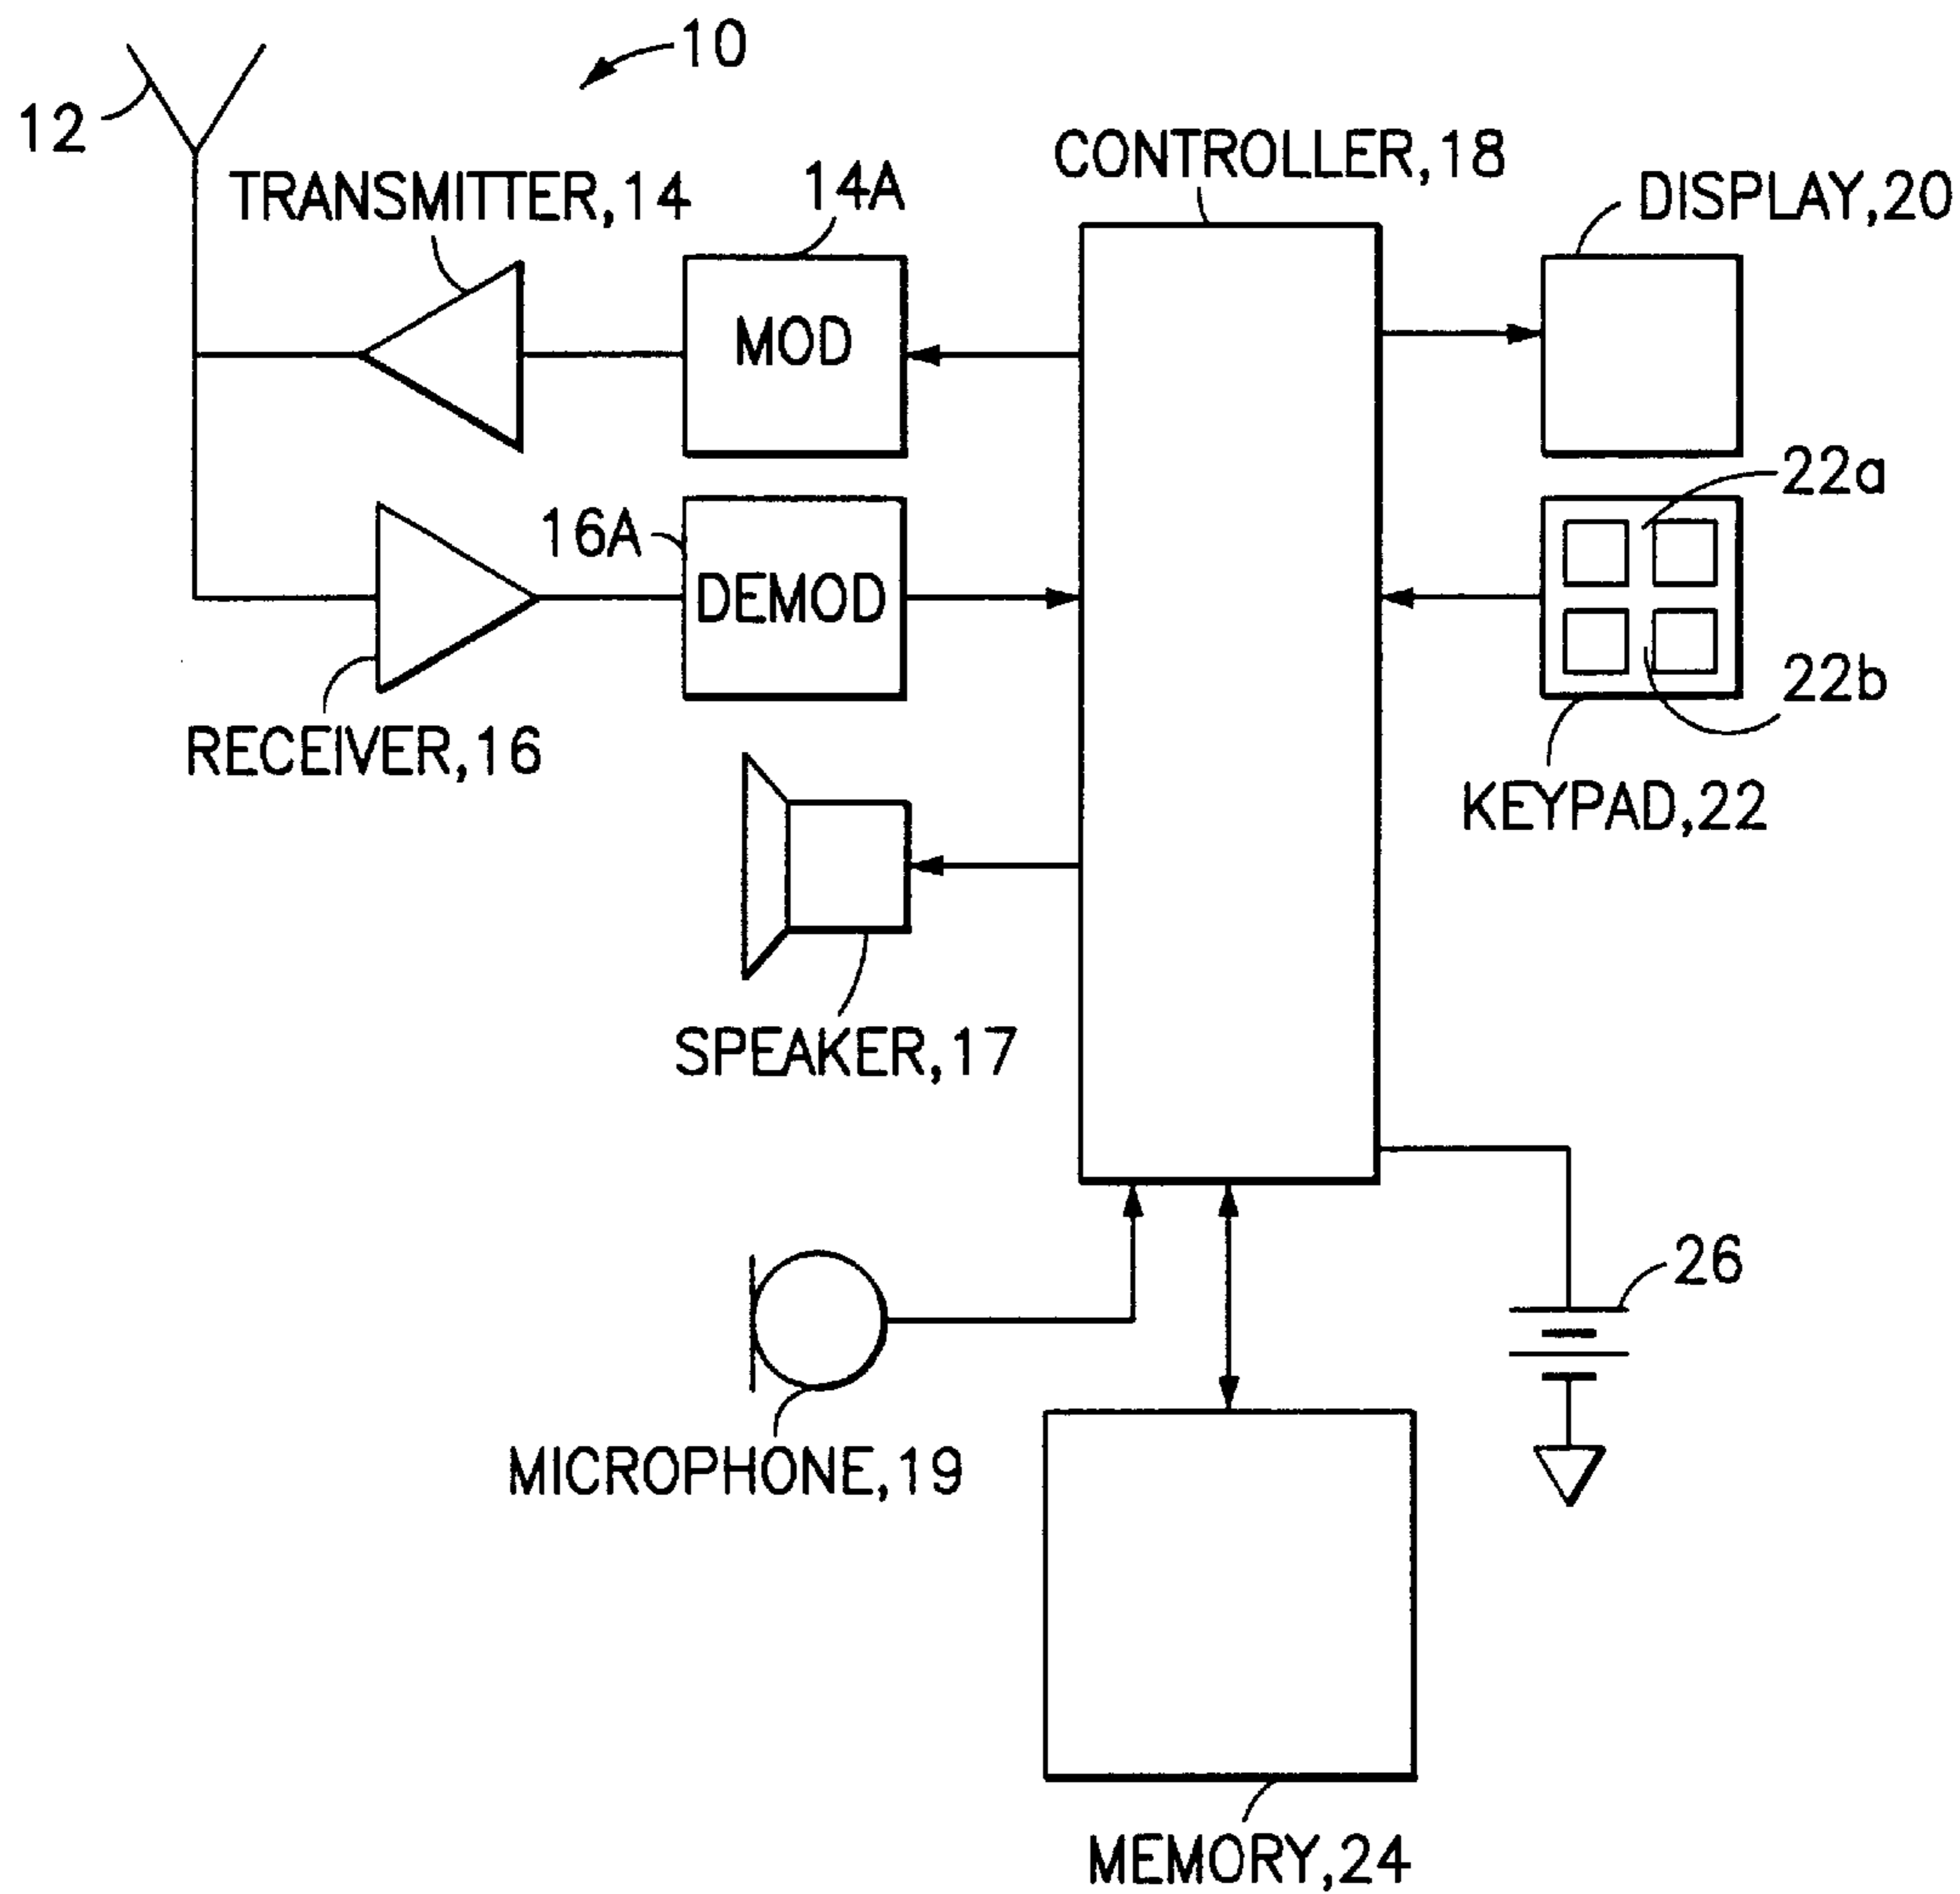 10
12
CONTROLLER,18
TRANSMITTER,14
14A
DISPLAY,20
MOD
22a
16A
DEMOD
22b
RECEIVER,16
KEYPAD,22
SPEAKER,17
26
MICROPHONE,19
MEMORY,24